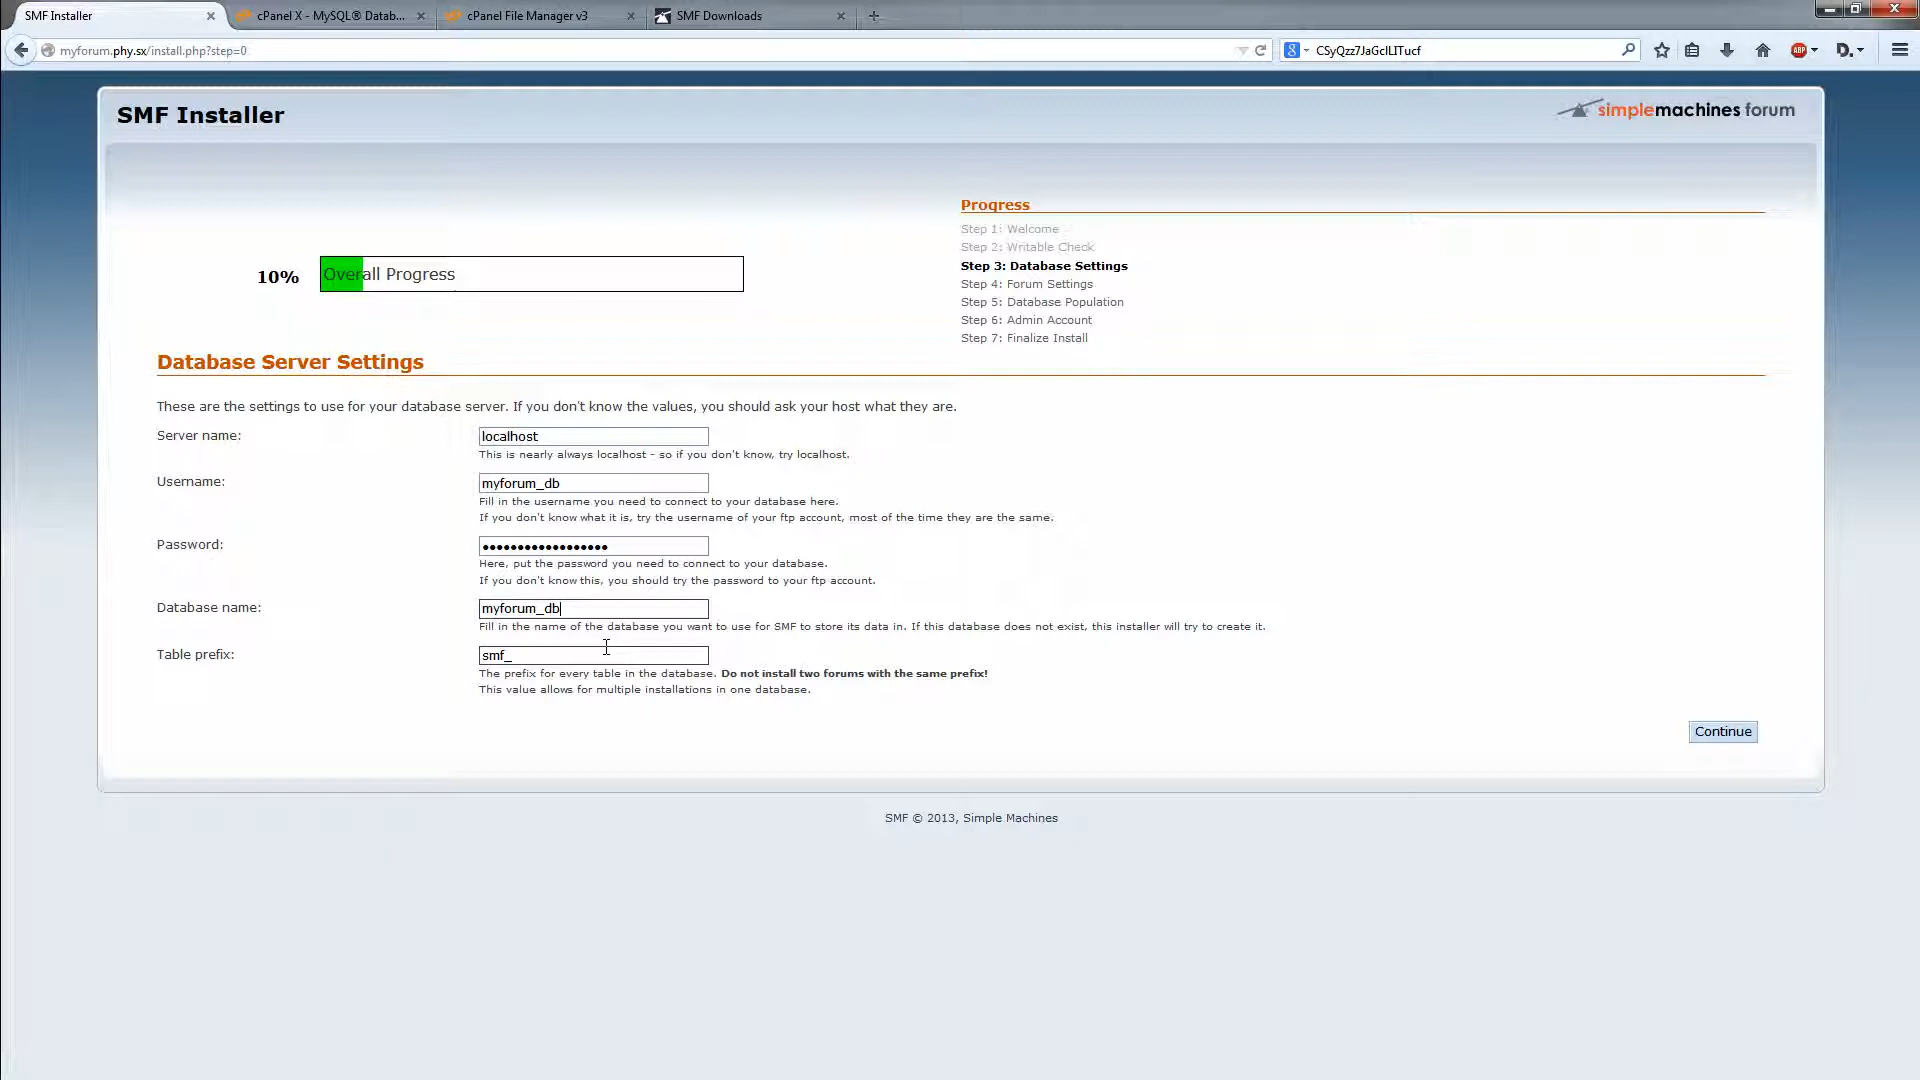 SMF Installer
cPanel X - MySQL® Datab...
cPanel File Manager v3
SMF Downloads
myforum.phy.sx/install.php?step=0
CSyQzz7JaGcILITucf
ABP
D.
SMF Installer
simplemachines forum
Progress
Step 1: Welcome
Step 2: Writable Check
Step 3: Database Settings
Step 4: Forum Settings
Step 5: Database Population
Step 6: Admin Account
Step 7: Finalize Install
10%
Overall Progress
Database Server Settings
These are the settings to use for your database server. If you don't know the values, you should ask your host what they are.
Server name:
localhost
This is nearly always localhost - so if you don't know, try localhost.
Username:
myforum_db
Fill in the username you need to connect to your database here.
If you don't know what it is, try the username of your ftp account, most of the time they are the same.
Password:
••••••••••••••••••
Here, put the password you need to connect to your database.
If you don't know this, you should try the password to your ftp account.
Database name:
myforum_db
Fill in the name of the database you want to use for SMF to store its data in. If this database does not exist, this installer will try to create it.
Table prefix:
smf_
The prefix for every table in the database. Do not install two forums with the same prefix!
This value allows for multiple installations in one database.
Continue
SMF © 2013, Simple Machines